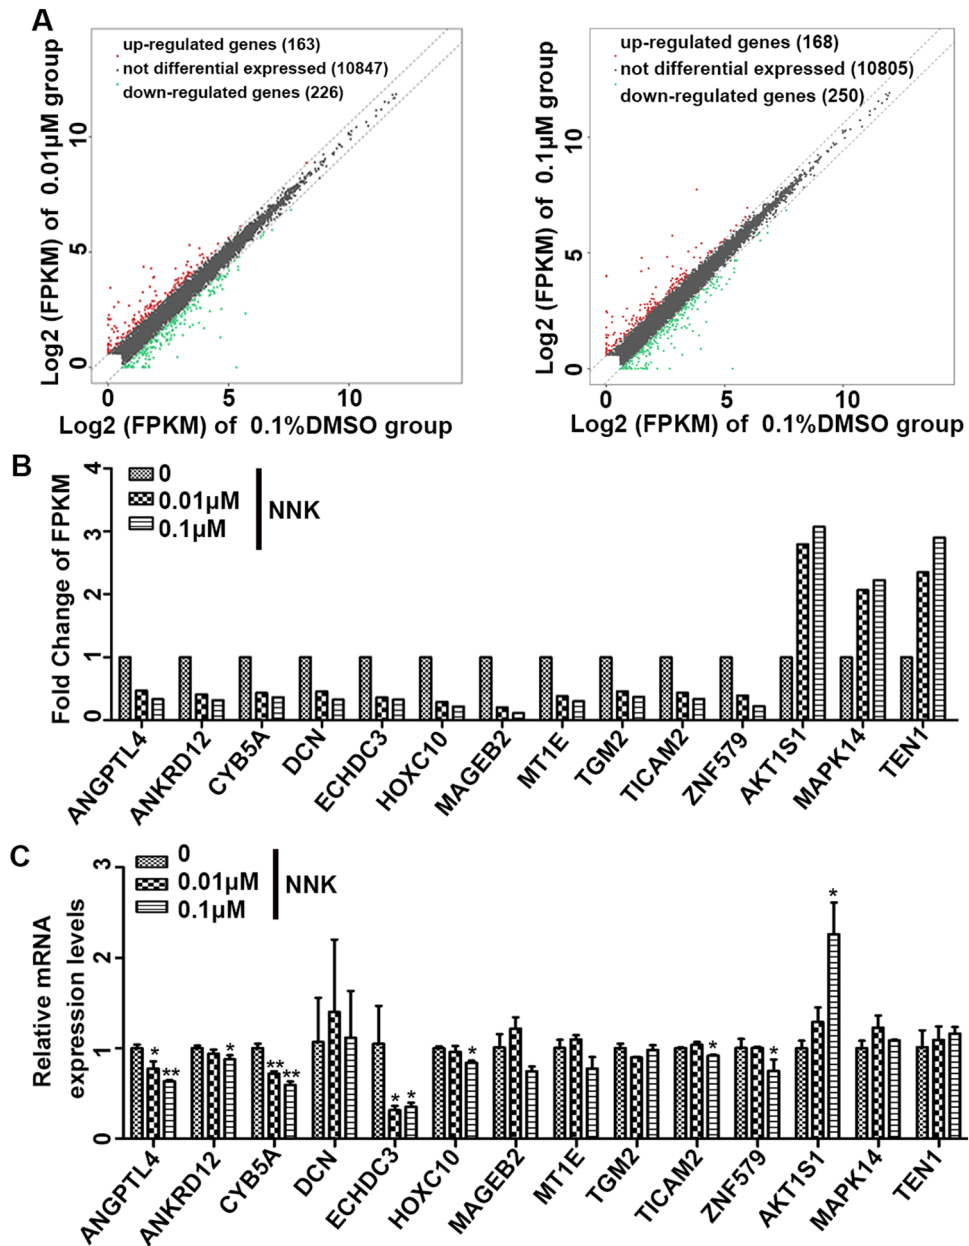 A
up-regulated genes (163)
not differential expressed (10847)
down-regulated genes (226)
Log2 (FPKM) of 0.01µM group
10
5
0
0
5
10
Log2 (FPKM) of 0.1%DMSO group
up-regulated genes (168)
not differential expressed (10805)
down-regulated genes (250)
Log2 (FPKM) of 0.1µM group
10
5
0
0
5
10
Log2 (FPKM) of 0.1%DMSO group
B
Fold Change of FPKM
4
3
2
1
0
0
0.01µM
0.1µM
NNK
ANGPTL4
ANKRD12
CYB5A
DCN
ECHDC3
HOXC10
MAGEB2
MT1E
TGM2
TICAM2
ZNF579
AKT1S1
MAPK14
TEN1
C
Relative mRNA
expression levels
3
2
1
0
0
0.01µM
0.1µM
NNK
*
**
*
**
**
*
*
*
*
*
*
ANGPTL4
ANKRD12
CYB5A
DCN
ECHDC3
HOXC10
MAGEB2
MT1E
TGM2
TICAM2
ZNF579
AKT1S1
MAPK14
TEN1